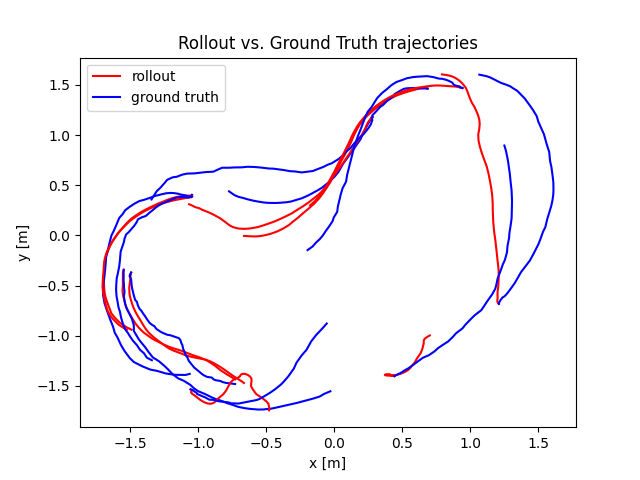 Rollout vs. Ground Truth trajectories
rollout
ground truth
1.5
1.0
0.5
0.0
−0.5
−1.0
−1.5
y [m]
−1.5 −1.0 −0.5 0.0 0.5 1.0 1.5
x [m]